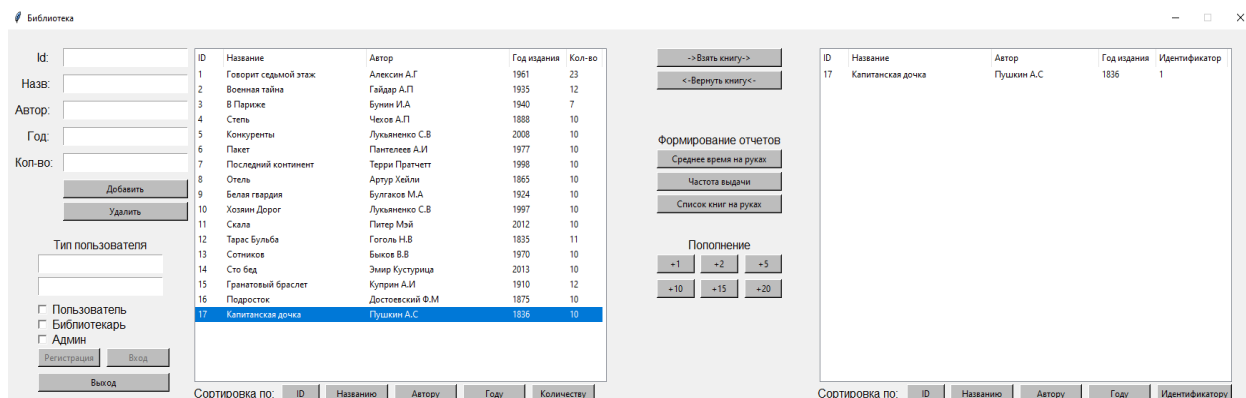 Библиотека
Id:
Назв:
Автор:
Год:
Кол-во:
Добавить
Удалить
Тип пользователя
Пользователь
Библиотекарь
Админ
Регистрация Вход
Выход
ID Название Автор Год издания Кол-во
1 Говорит седьмой этаж Алексин А.Г 1961 23
2 Военная тайна Гайдар А.П 1935 12
3 В Париже Бунин И.А 1940 7
4 Степь Чехов А.П 1888 10
5 Конкуренты Лукьяненко С.В 2008 10
6 Пакет Пантелеев А.И 1977 10
7 Последний континент Терри Пратчетт 1998 10
8 Отель Артур Хейли 1865 10
9 Белая гвардия Булгаков М.А 1924 10
10 Хозяин Дорог Лукьяненко С.В 1997 10
11 Скала Питер Мэй 2012 10
12 Тарас Бульба Гоголь Н.В 1835 11
13 Сотников Быков В.В 1970 10
14 Сто бед Эмир Кустурица 2013 10
15 Гранатовый браслет Куприн А.И 1910 12
16 Подросток Достоевский Ф.М 1875 10
17 Капитанская дочка Пушкин А.С 1836 10
Сортировка по: ID Названию Автору Году Количеству
->Взять книгу->
<-Вернуть книгу<-
Формирование отчетов
Среднее время на руках
Частота выдачи
Список книг на руках
Пополнение
+1 +2 +5
+10 +15 +20
ID Название Автор Год издания Идентификатор
17 Капитанская дочка Пушкин А.С 1836 1
Сортировка по: ID Названию Автору Году Идентификатору